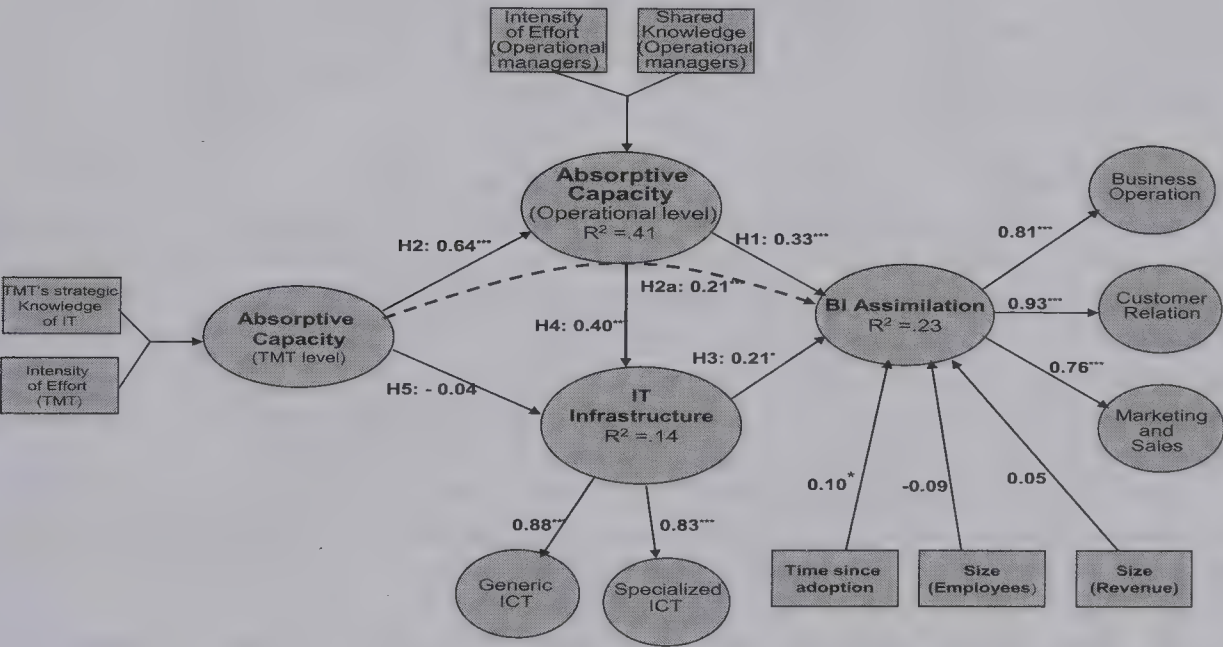 Intensity
of Effort
(Operational
managers)
Shared
Knowledge
(Operational
managers)
Absorptive
Capacity
(Operational level)
R² =.41
Business
Operation
H2: 0.64***
H1: 0.33***
0.81***
TMT's strategic
Knowledge
of IT
Absorptive
Capacity
(TMT level)
H2a: 0.21***
BI Assimilation
R² =.23
0.93***
Customer
Relation
H4: 0.40***
H3: 0.21*
Intensity
of Effort
(TMT)
H5: - 0.04
0.76***
IT
Infrastructure
R² =.14
Marketing
and
Sales
0.10*
-0.09
0.05
0.88***
0.83***
Generic
ICT
Specialized
ICT
Time since
adoption
Size
(Employees)
Size
(Revenue)